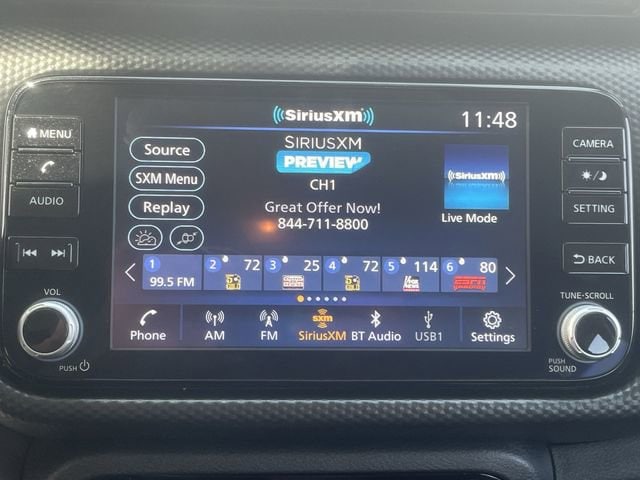 SiriusXM
11:48
MENU
AUDIO
VOL
PUSH
Source
SXM Menu
Replay
SIRIUSXM
PREVIEW
CH1
Great Offer Now!
844-711-8800
SiriusXM
Live Mode
1
99.5 FM
2 72
3 25
4 72
5 114
6 80
Phone
AM
FM
sxm
SiriusXM
BT Audio
USB1
Settings
CAMERA
SETTING
BACK
TUNE·SCROLL
PUSH
SOUND